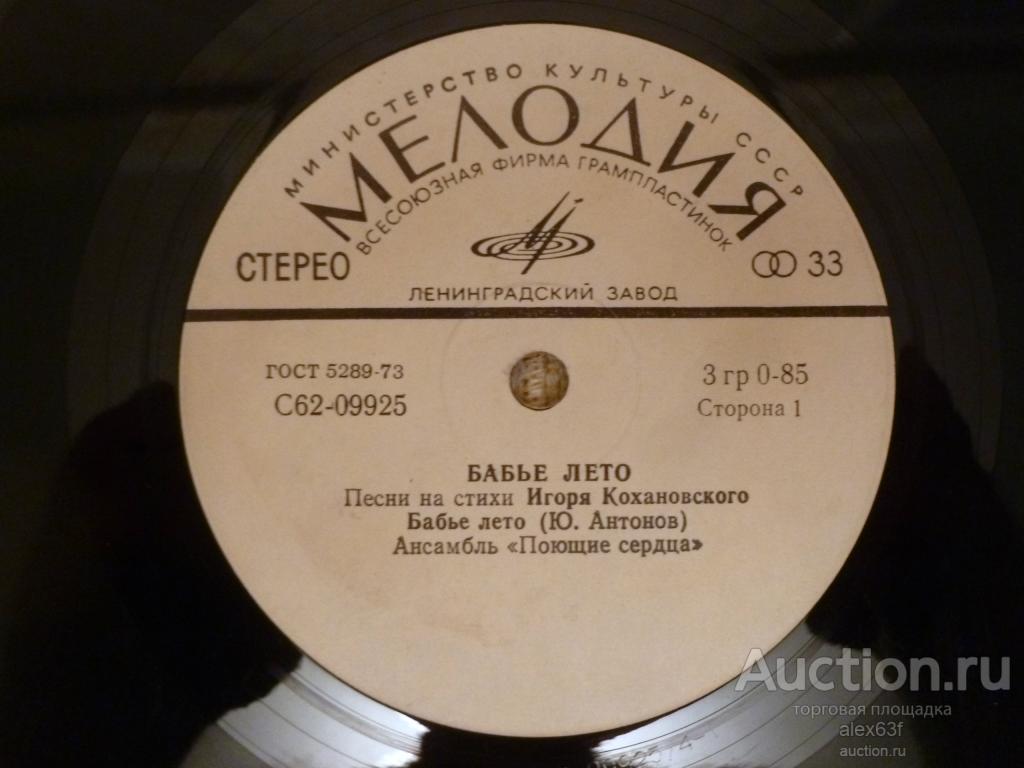 МИНИСТЕРСТВО КУЛЬТУРЫ СССР
МЕЛОДИЯ
ВСЕСОЮЗНАЯ ФИРМА ГРАМПЛАСТИНОК
СТЕРЕО
33
ЛЕНИНГРАДСКИЙ ЗАВОД
ГОСТ 5289-73
С62-09925
3 гр 0-85
Сторона 1
БАБЬЕ ЛЕТО
Песни на стихи Игоря Кохановского
Бабье лето (Ю. Антонов)
Ансамбль «Поющие сердца»
Auction.ru
торговая площадка
alex63f
auction.ru